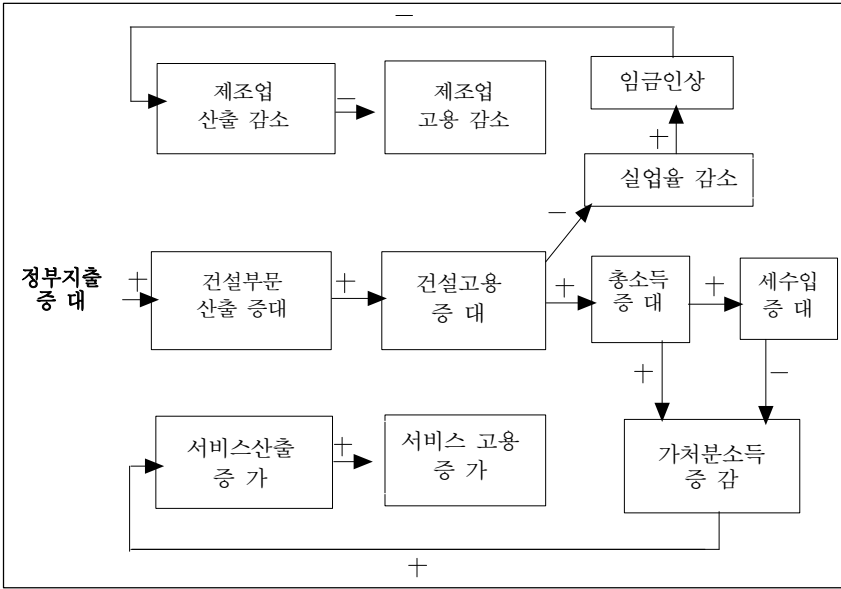 −
제조업
산출 감소
−
제조업
고용 감소
임금인상
+
실업율 감소
−
정부지출
증 대
+
건설부문
산출 증대
+
건설고용
증 대
+
총소득
증 대
+
세수입
증 대
+
−
서비스산출
증 가
+
서비스 고용
증 가
가처분소득
증 감
+